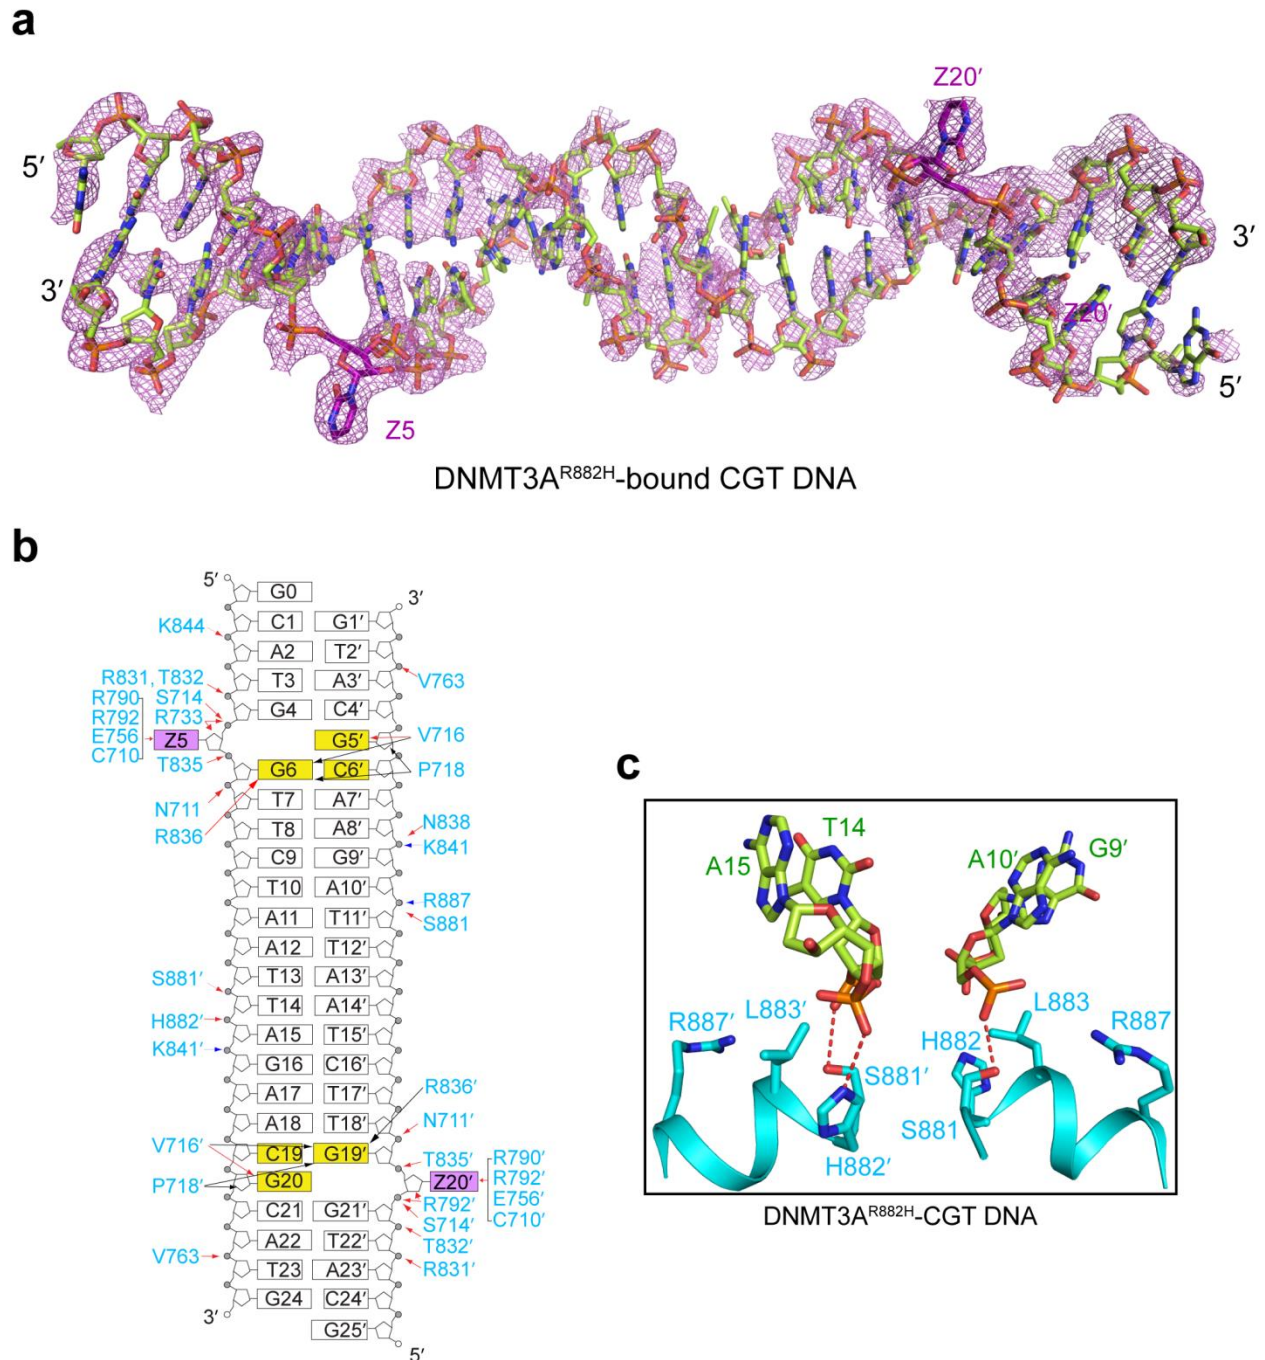 a
Z20′
5′
3′
3′
Z20′
5′
Z5
DNMT3A^R882H-bound CGT DNA
b
5′
G0
3′
K844
C1 G1′
A2 T2′
R831, T832
T3 A3′
V763
R790
S714
G4 C4′
R792
R733
E756
Z5
G5′
V716
C710
T835
G6 C6′
P718
N711
T7 A7′
R836
T8 A8′
N838
K841
C9 G9′
T10 A10′
R887
A11 T11′
S881
A12 T12′
S881′
T13 A13′
T14 A14′
H882′
A15 T15′
K841′
G16 C16′
A17 T17′
R836′
A18 T18′
N711′
V716′
C19 G19′
T835′
R790′
P718′
G20
Z20′
R792′
E756′
C710′
R792′
C21 G21′
S714′
A22 T22′
T832′
V763
T23 A23′
R831′
G24 C24′
3′
G25′
5′
c
T14
A15
A10′
G9′
L883′
L883
R887′
R887
H882
S881′
S881
H882′
DNMT3A^R882H-CGT DNA